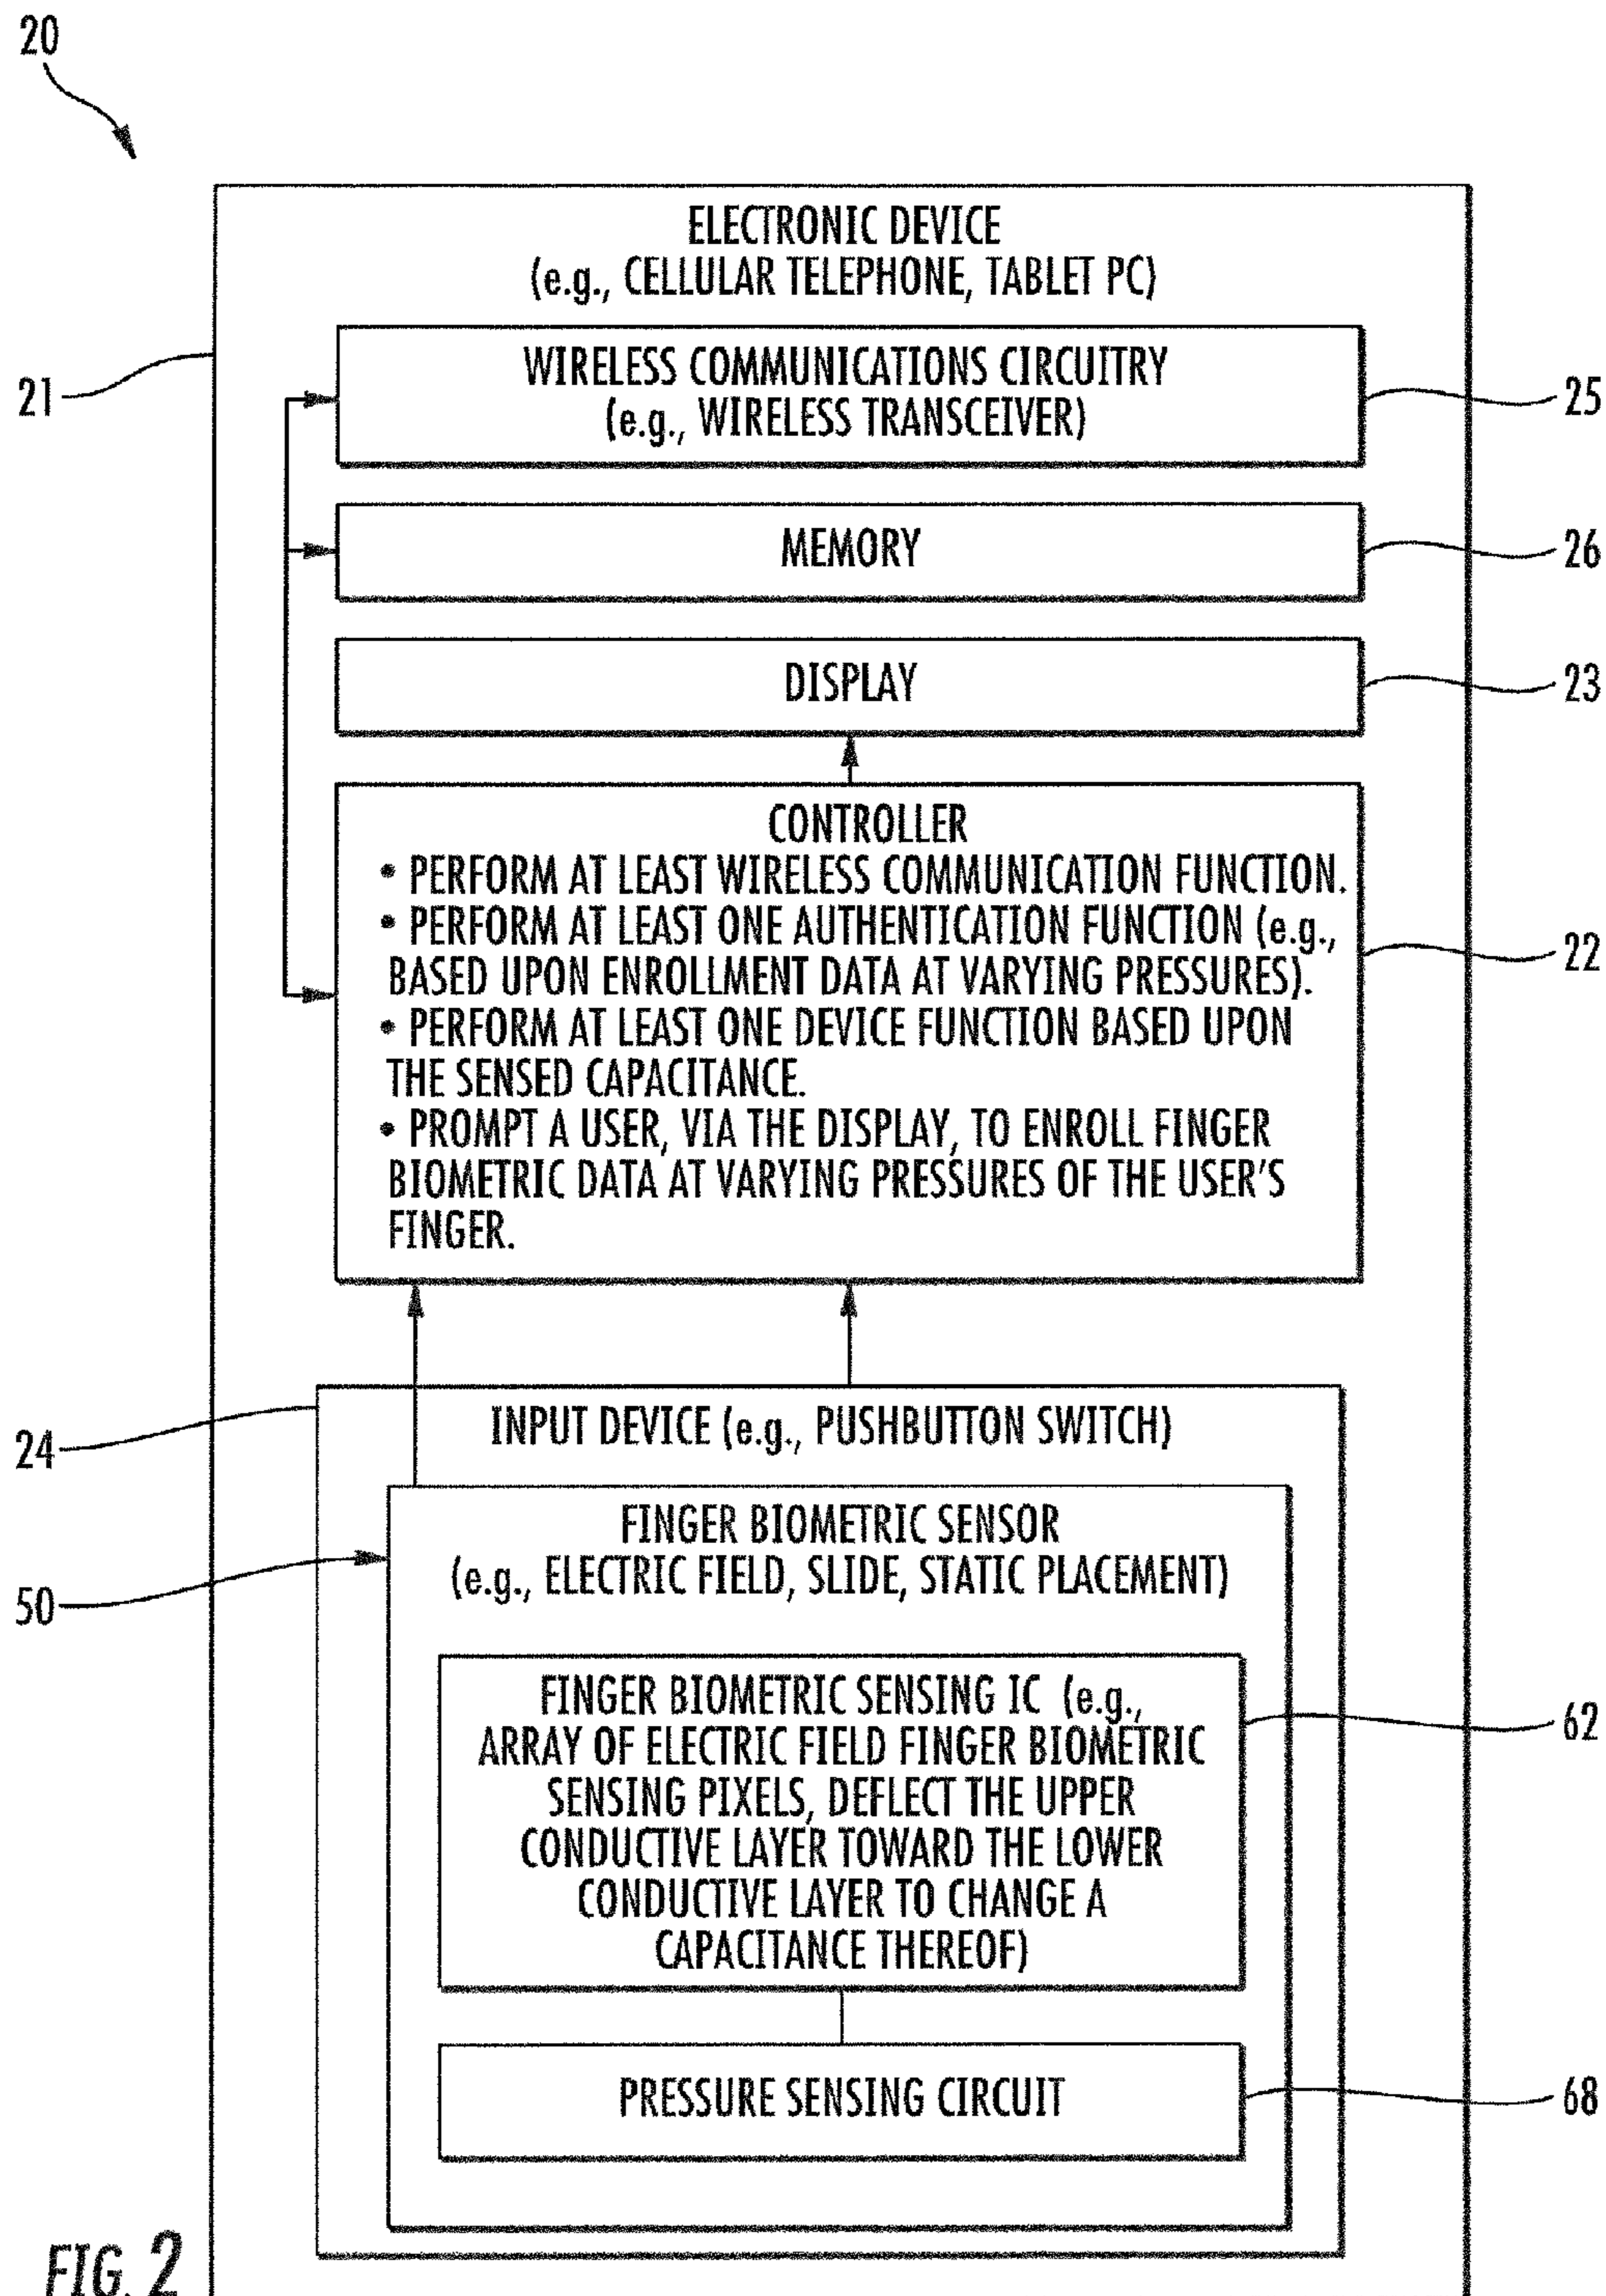 20
ELECTRONIC DEVICE
(e.g., CELLULAR TELEPHONE, TABLET PC)
21
WIRELESS COMMUNICATIONS CIRCUITRY
(e.g., WIRELESS TRANSCEIVER)
25
MEMORY
26
DISPLAY
23
CONTROLLER
• PERFORM AT LEAST WIRELESS COMMUNICATION FUNCTION.
• PERFORM AT LEAST ONE AUTHENTICATION FUNCTION (e.g.,
BASED UPON ENROLLMENT DATA AT VARYING PRESSURES).
• PERFORM AT LEAST ONE DEVICE FUNCTION BASED UPON
THE SENSED CAPACITANCE.
• PROMPT A USER, VIA THE DISPLAY, TO ENROLL FINGER
BIOMETRIC DATA AT VARYING PRESSURES OF THE USER'S
FINGER.
22
24
INPUT DEVICE (e.g., PUSHBUTTON SWITCH)
FINGER BIOMETRIC SENSOR
(e.g., ELECTRIC FIELD, SLIDE, STATIC PLACEMENT)
50
FINGER BIOMETRIC SENSING IC (e.g.,
ARRAY OF ELECTRIC FIELD FINGER BIOMETRIC
SENSING PIXELS, DEFLECT THE UPPER
CONDUCTIVE LAYER TOWARD THE LOWER
CONDUCTIVE LAYER TO CHANGE A
CAPACITANCE THEREOF)
62
PRESSURE SENSING CIRCUIT
68
FIG. 2